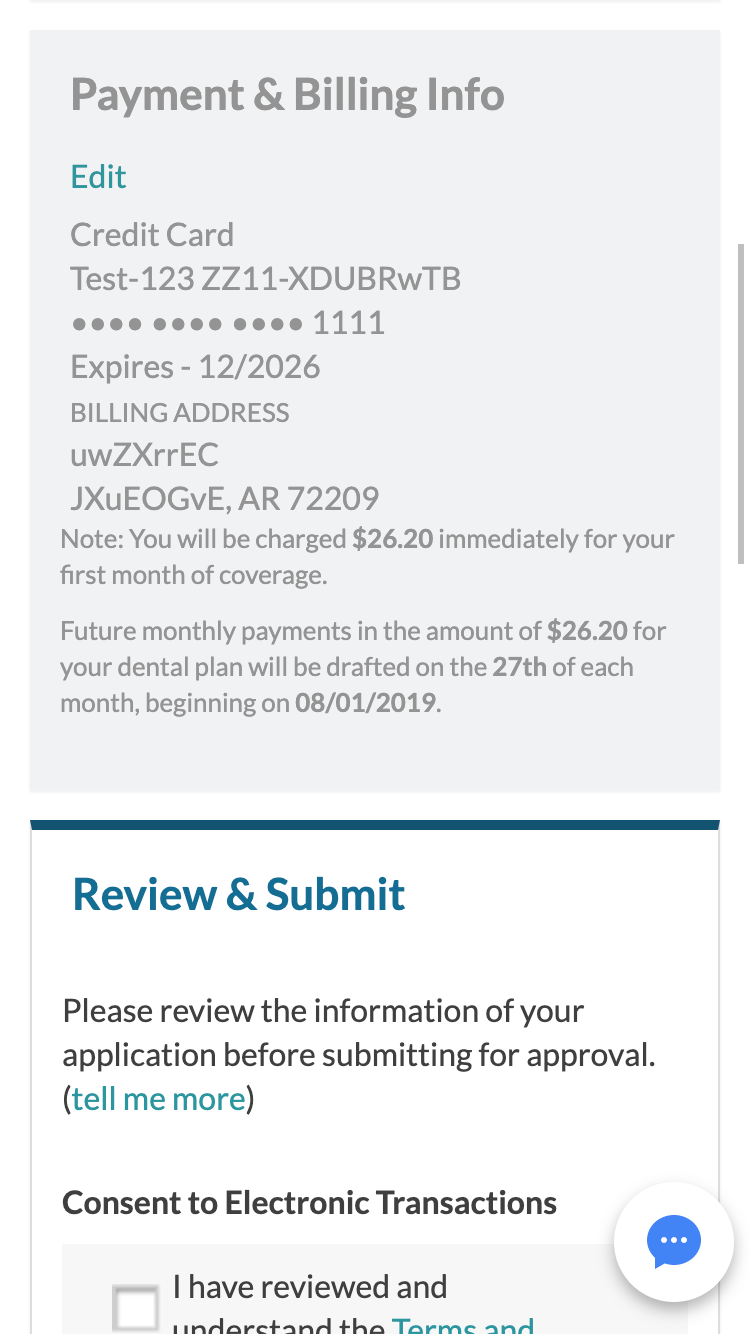 Payment & Billing Info
Edit
Credit Card
Test-123 ZZ11-XDUBRwTB
•••• •••• •••• 1111
Expires - 12/2026
BILLING ADDRESS
uwZXrrEC
JXuEOGvE, AR 72209
Note: You will be charged $26.20 immediately for your
first month of coverage.
Future monthly payments in the amount of $26.20 for
your dental plan will be drafted on the 27th of each
month, beginning on 08/01/2019.
Review & Submit
Please review the information of your
application before submitting for approval.
(tell me more)
Consent to Electronic Transactions
I have reviewed and
understand the Terms and